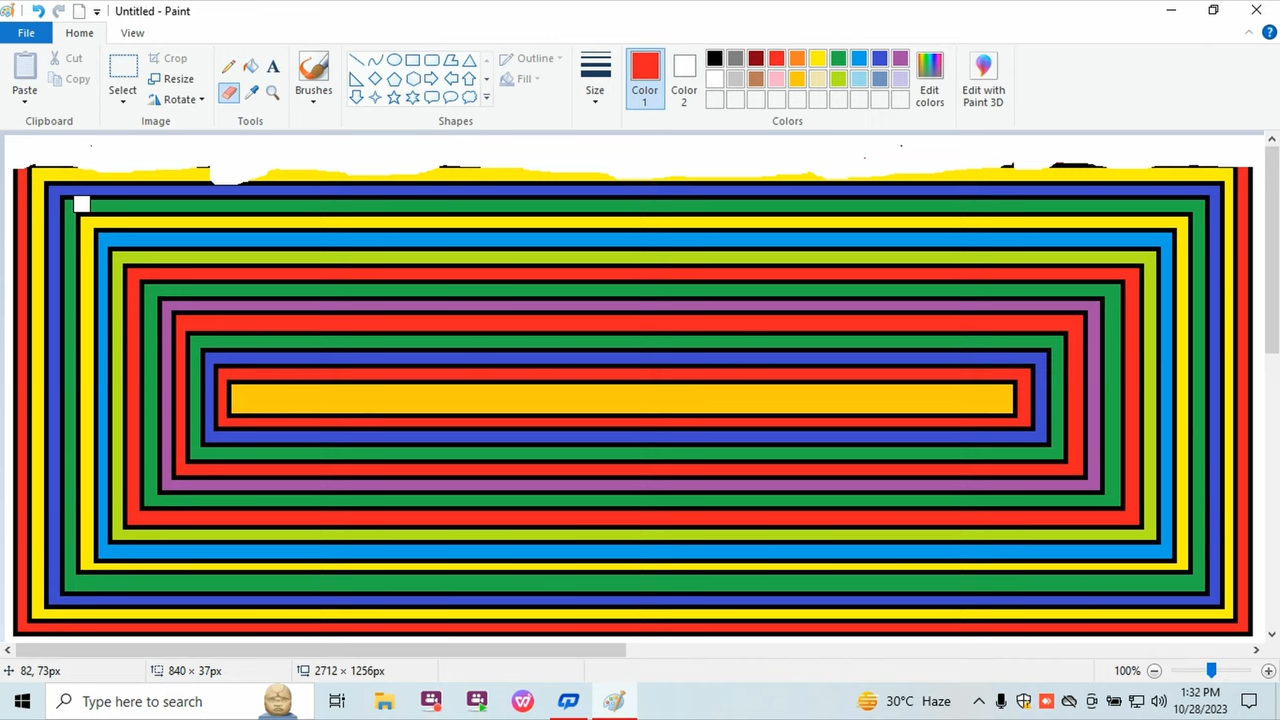 Untitled - Paint
File Home View
Paste
Cut
Copy
Clipboard
Select
Crop
Resize
Rotate
Image
A
Tools
Brushes
Outline
Fill
Shapes
Size
Color 1
Color 2
Edit colors
Colors
Edit with Paint 3D
82, 73px
840 × 37px
2712 × 1256px
100%
Type here to search
30°C Haze
1:32 PM
10/28/2023